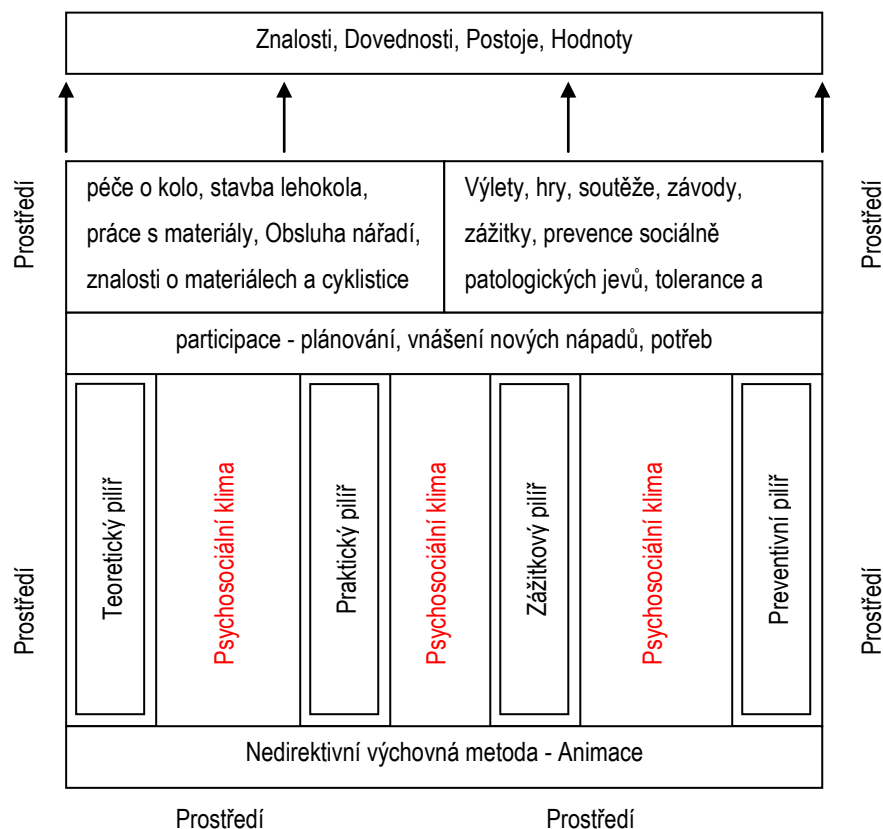 Znalosti, Dovednosti, Postoje, Hodnoty
Prostředí
péče o kolo, stavba lehokola,
práce s materiály, Obsluha nářadí,
znalosti o materiálech a cyklistice
Výlety, hry, soutěže, závody,
zážitky, prevence sociálně
patologických jevů, tolerance a
Prostředí
participace - plánování, vnášení nových nápadů, potřeb
Prostředí
Teoretický pilíř
Psychosociální klima
Praktický pilíř
Psychosociální klima
Zážitkový pilíř
Psychosociální klima
Preventivní pilíř
Prostředí
Nedirektivní výchovná metoda - Animace
Prostředí
Prostředí